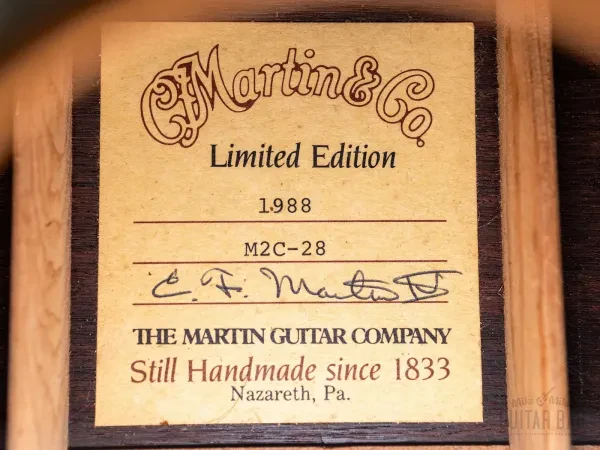 C.F. Martin & Co.
Limited Edition
1988
M2C-28
C. F. Martin IV
THE MARTIN GUITAR COMPANY
Still Handmade since 1833
Nazareth, Pa.
GUITAR